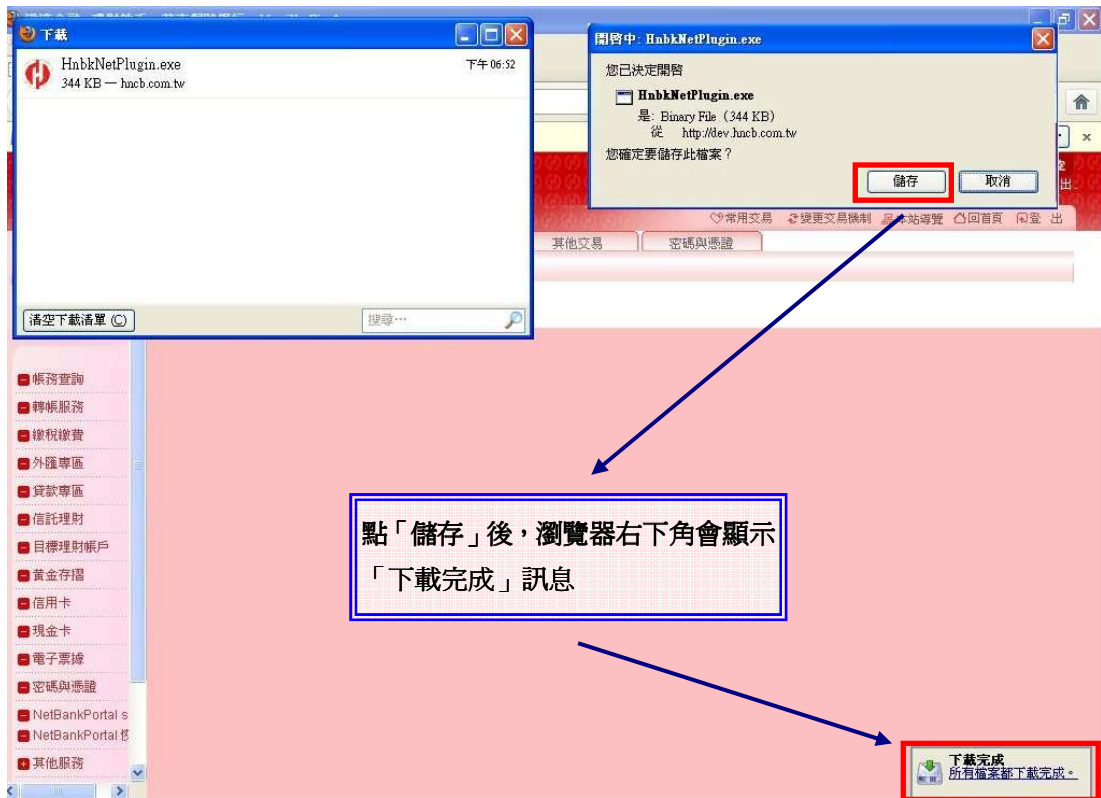 下載
HnbkNetPlugin.exe
下午 06:52
344 KB — hncb.com.tw
清空下載清單 (C)
搜尋…
開啓中: HnbkNetPlugin.exe
您已決定開啓
HnbkNetPlugin.exe
是: Binary File (344 KB)
從 http://dev.hncb.com.tw
您確定要儲存此檔案？
儲存
取消
出
常用交易 變更交易機制 本站導覽 回首頁 登 出
其他交易
密碼與憑證
帳務查詢
轉帳服務
繳稅繳費
外匯專區
貸款專區
信託理財
目標理財帳戶
黃金存摺
信用卡
現金卡
電子票據
密碼與憑證
NetBankPortal s
NetBankPortal
其他服務
點「儲存」後，瀏覽器右下角會顯示
「下載完成」訊息
下載完成
所有檔案都下載完成。